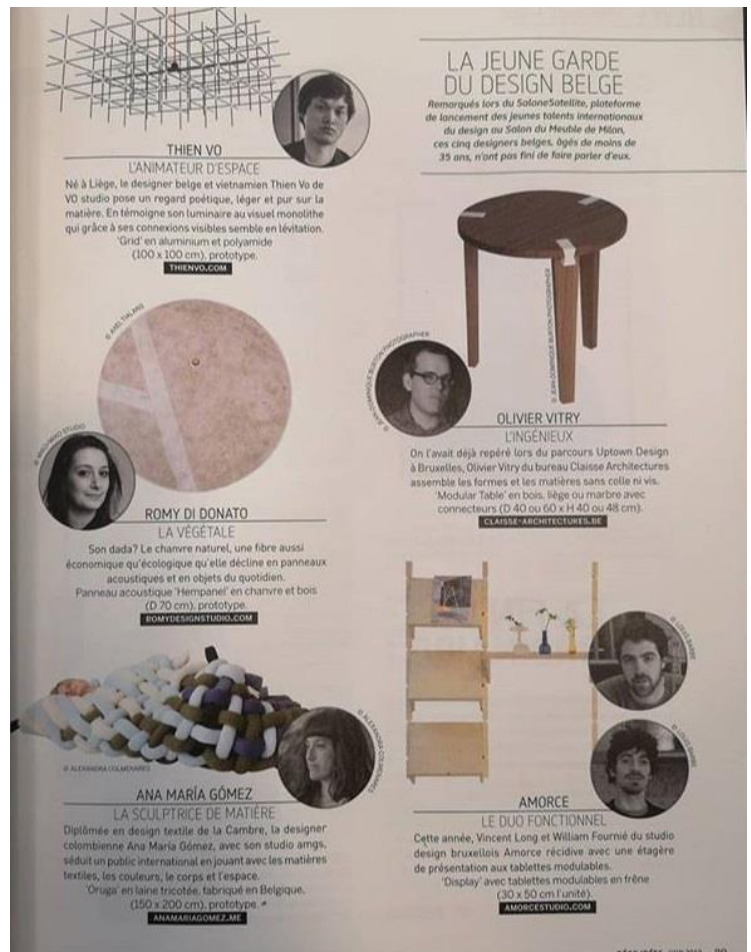 THIEN VO
L'ANIMATEUR D'ESPACE
Né à Liège, le designer belge et vietnamien Thien Vo de
VO studio pose un regard poétique, léger et pur sur la
matière. En témoigne son luminaire au visuel monolithe
qui grâce à ses connexions visibles semble en lévitation.
'Grid' en aluminium et polyamide
(100 x 100 cm), prototype.
THIENVO.COM
ROMY DI DONATO
LA VÉGÉTALE
Son dada? Le chanvre naturel, une fibre aussi
économique qu'écologique qu'elle décline en panneaux
acoustiques et en objets du quotidien.
Panneau acoustique 'Hempanel' en chanvre et bois
(D 70 cm), prototype.
ROMYDESIGNSTUDIO.COM
© ALEXANDRA COLMENARES
© ALEXANDRA COLMENARES
ANA MARÍA GÓMEZ
LA SCULPTRICE DE MATIÈRE
Diplômée en design textile de la Cambre, la designer
colombienne Ana María Gómez, avec son studio amgs,
séduit un public international en jouant avec les matières
textiles, les couleurs, le corps et l'espace.
'Oruga' en laine tricotée, fabriqué en Belgique,
(150 x 200 cm), prototype.
ANAMARIAGOMEZ.ME
LA JEUNE GARDE
DU DESIGN BELGE
Remarqués lors du SaloneSatellite, plateforme
de lancement des jeunes talents internationaux
du design au Salon du Meuble de Milan,
ces cinq designers belges, âgés de moins de
35 ans, n'ont pas fini de faire parler d'eux.
© JEAN-DOMINIQUE BURTON PHOTOGRAPHER
© JEAN-DOMINIQUE BURTON PHOTOGRAPHER
OLIVIER VITRY
L'INGÉNIEUX
On l'avait déjà repéré lors du parcours Uptown Design
à Bruxelles, Olivier Vitry du bureau Claisse Architectures
assemble les formes et les matières sans colle ni vis.
'Modular Table' en bois, liège ou marbre avec
connecteurs (D 40 ou 60 x H 40 ou 48 cm).
CLAISSE-ARCHITECTURES.BE
© LOUIS BARRE
© LOUIS BARRE
AMORCE
LE DUO FONCTIONNEL
Cette année, Vincent Long et William Fournié du studio
design bruxellois Amorce récidive avec une étagère
de présentation aux tablettes modulables.
'Display' avec tablettes modulables en frêne
(30 x 50 cm l'unité).
AMORCESTUDIO.COM